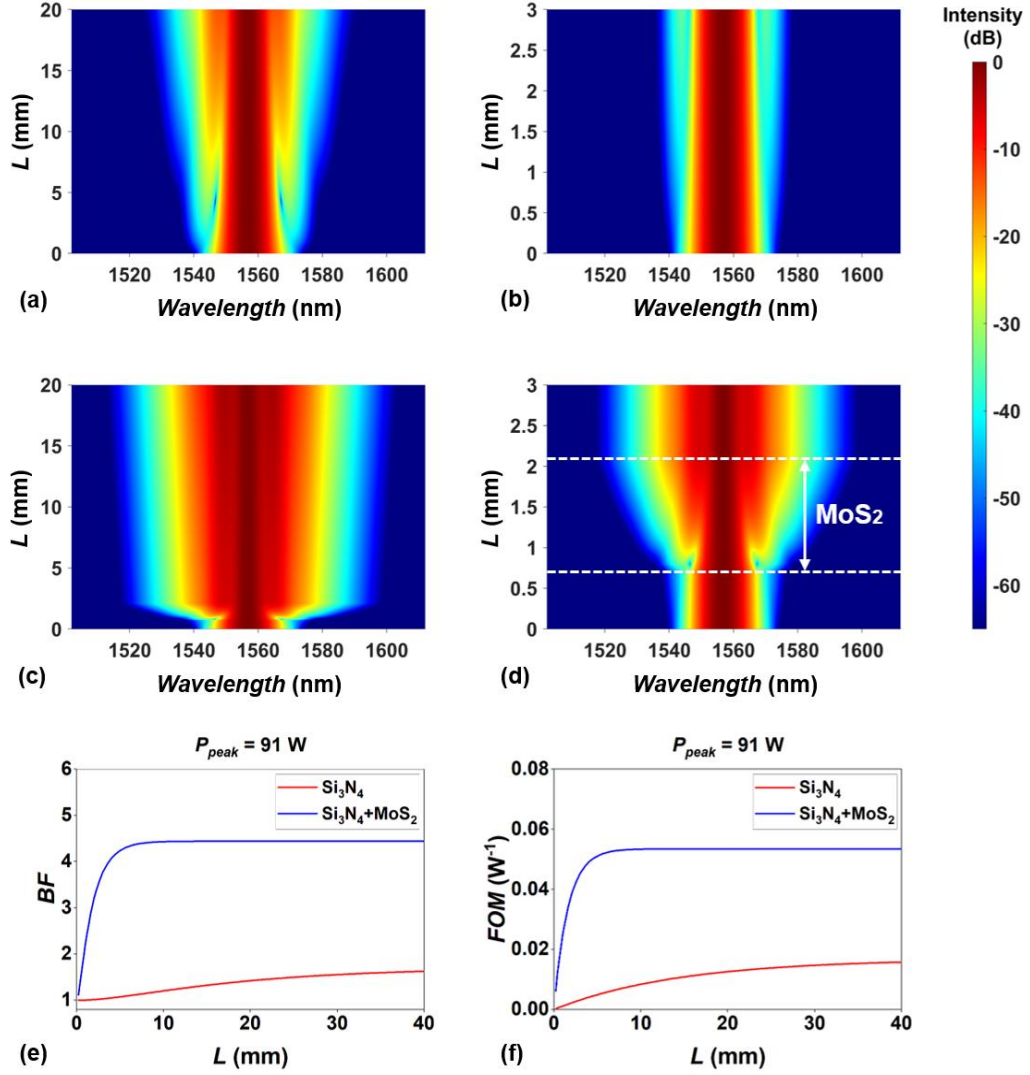 Intensity
(dB)
0
-10
-20
-30
-40
-50
-60
20
15
10
5
0
L (mm)
1520 1540 1560 1580 1600
(a)
Wavelength (nm)
3
2.5
2
1.5
1
0.5
0
L (mm)
1520 1540 1560 1580 1600
(b)
Wavelength (nm)
20
15
10
5
0
L (mm)
1520 1540 1560 1580 1600
(c)
Wavelength (nm)
3
2.5
2
1.5
1
0.5
0
L (mm)
MoS₂
1520 1540 1560 1580 1600
(d)
Wavelength (nm)
P_peak = 91 W
6
5
4
3
2
1
BF
Si₃N₄
Si₃N₄+MoS₂
0 10 20 30 40
(e)
L (mm)
P_peak = 91 W
0.08
0.06
0.04
0.02
0.00
FOM (W⁻¹)
Si₃N₄
Si₃N₄+MoS₂
0 10 20 30 40
(f)
L (mm)